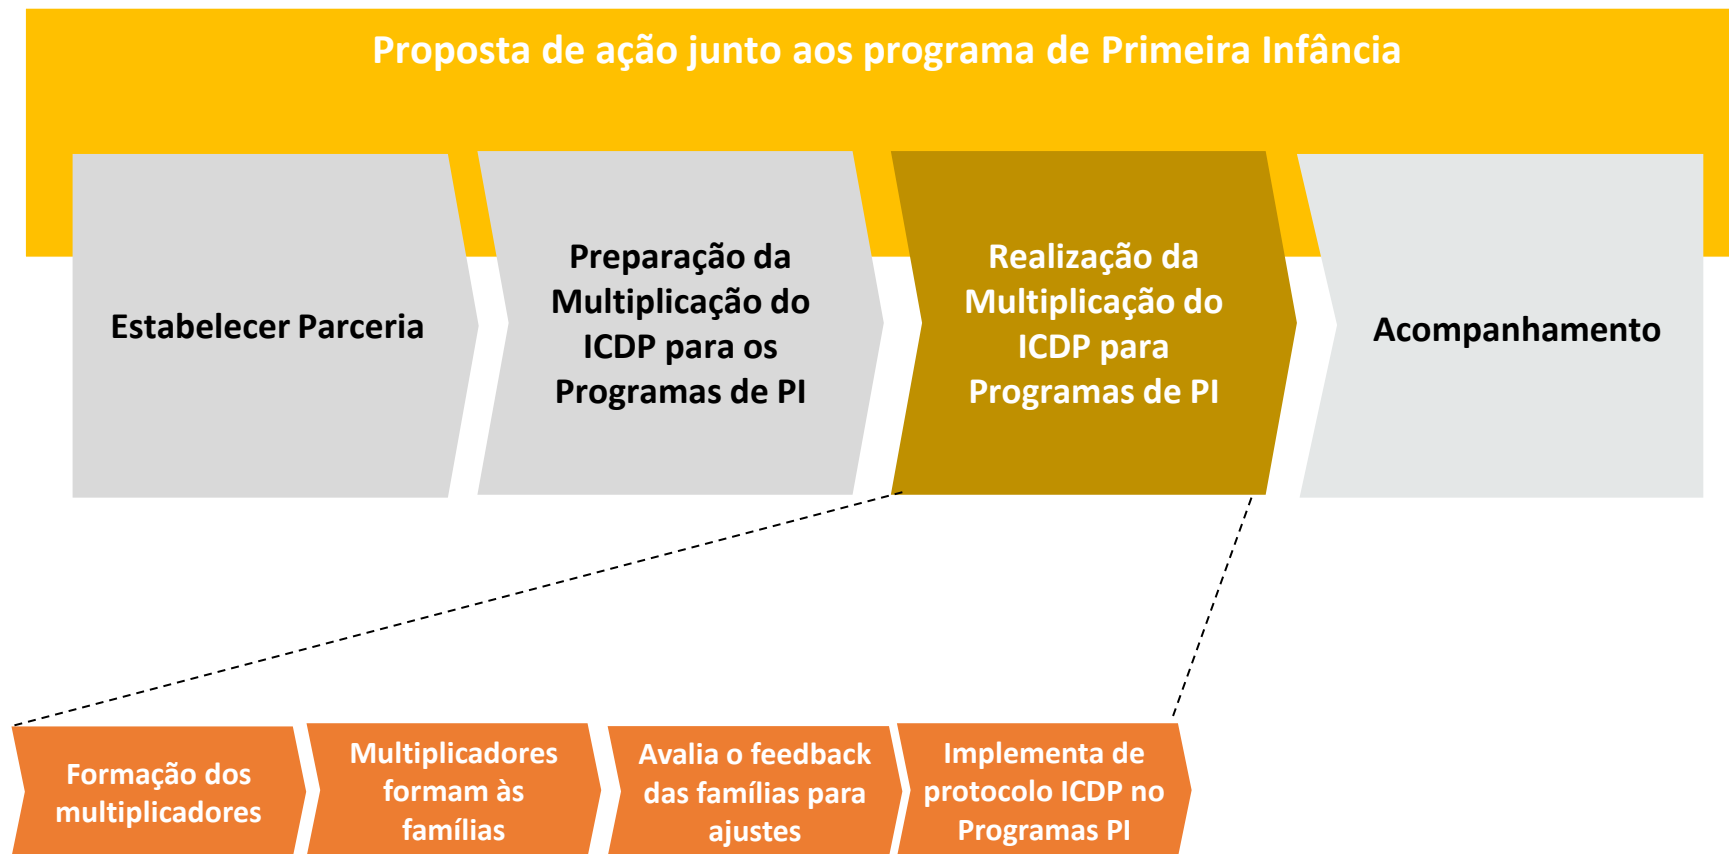 Proposta de ação junto aos programa de Primeira Infância
Estabelecer Parceria
Preparação da
Multiplicação do
ICDP para os
Programas de PI
Realização da
Multiplicação do
ICDP para
Programas de PI
Acompanhamento
Formação dos
multiplicadores
Multiplicadores
formam às
famílias
Avalia o feedback
das famílias para
ajustes
Implementa de
protocolo ICDP no
Programas PI